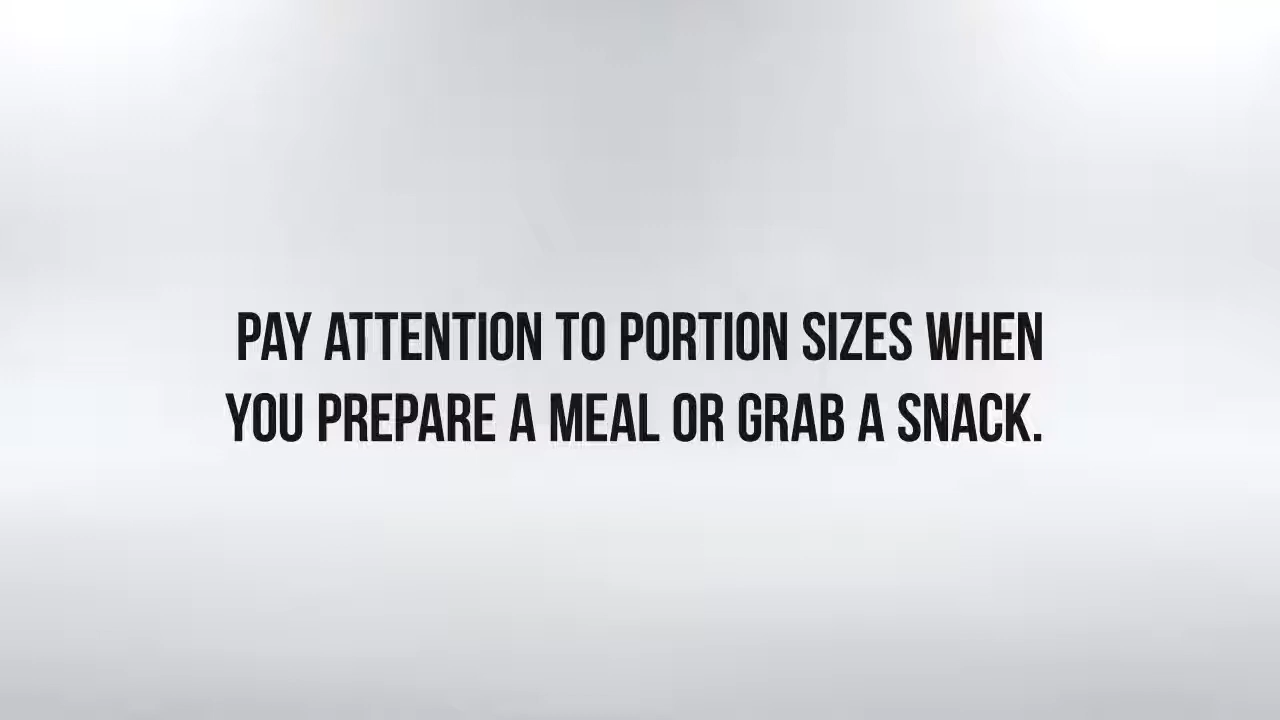 PAY ATTENTION TO PORTION SIZES WHEN
YOU PREPARE A MEAL OR GRAB A SNACK.